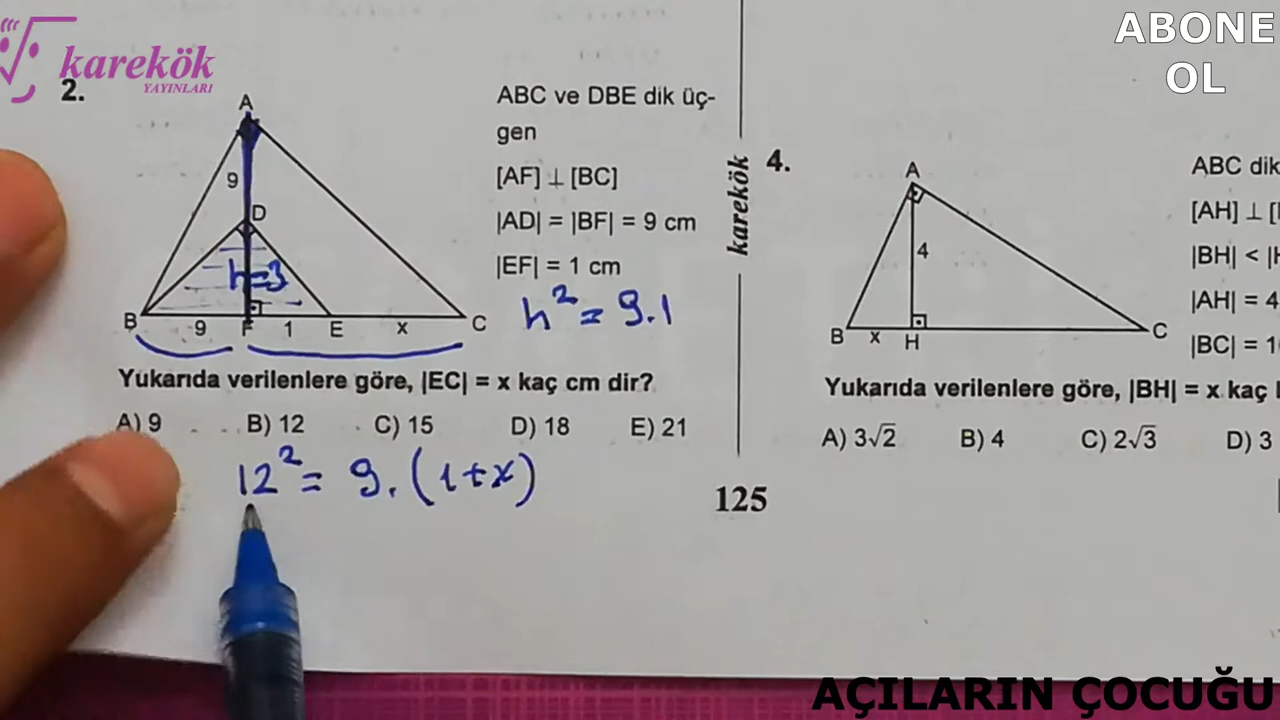 karekök
YAYINLARI
ABONE
OL
2.
A
9
D
h=3
B 9 F 1 E x C
ABC ve DBE dik üç-
gen
[AF] ⊥ [BC]
|AD| = |BF| = 9 cm
|EF| = 1 cm
h² = 9.1
Yukarıda verilenlere göre, |EC| = x kaç cm dir?
A) 9 B) 12 C) 15 D) 18 E) 21
12² = 9.(1+x)
karekök
125
4.
A
4
B x H C
ABC dik
[AH] ⊥
|BH| <
|AH| = 4
|BC| =
Yukarıda verilenlere göre, |BH| = x kaç
A) 3√2 B) 4 C) 2√3 D) 3
AÇILARIN ÇOCUĞU